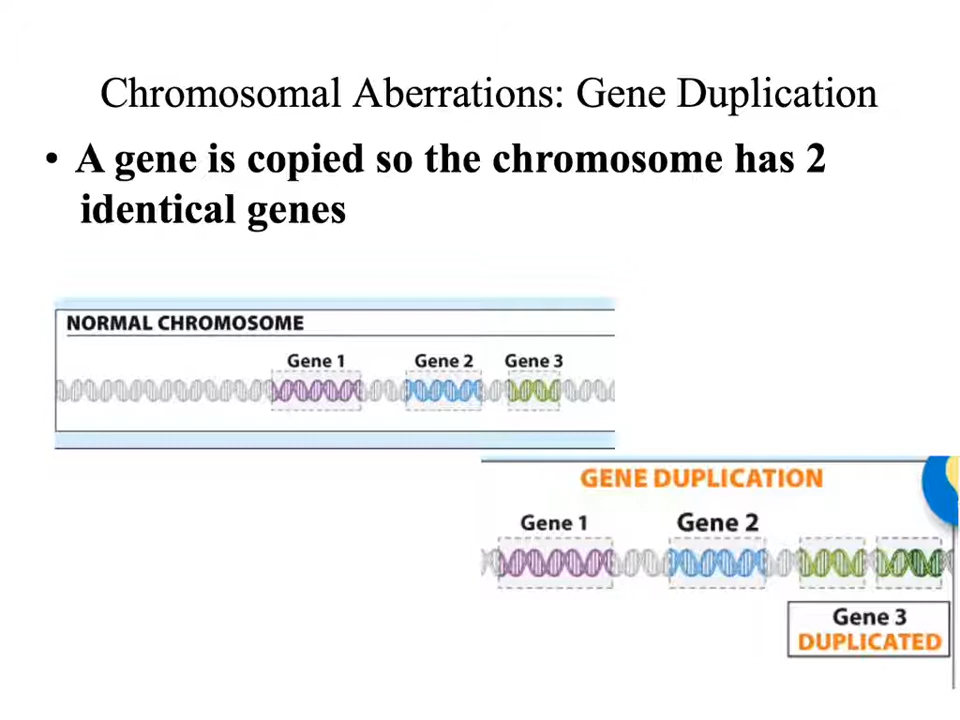 Chromosomal Aberrations: Gene Duplication
• A gene is copied so the chromosome has 2
identical genes
NORMAL CHROMOSOME
Gene 1 Gene 2 Gene 3
GENE DUPLICATION
Gene 1 Gene 2
Gene 3
DUPLICATED